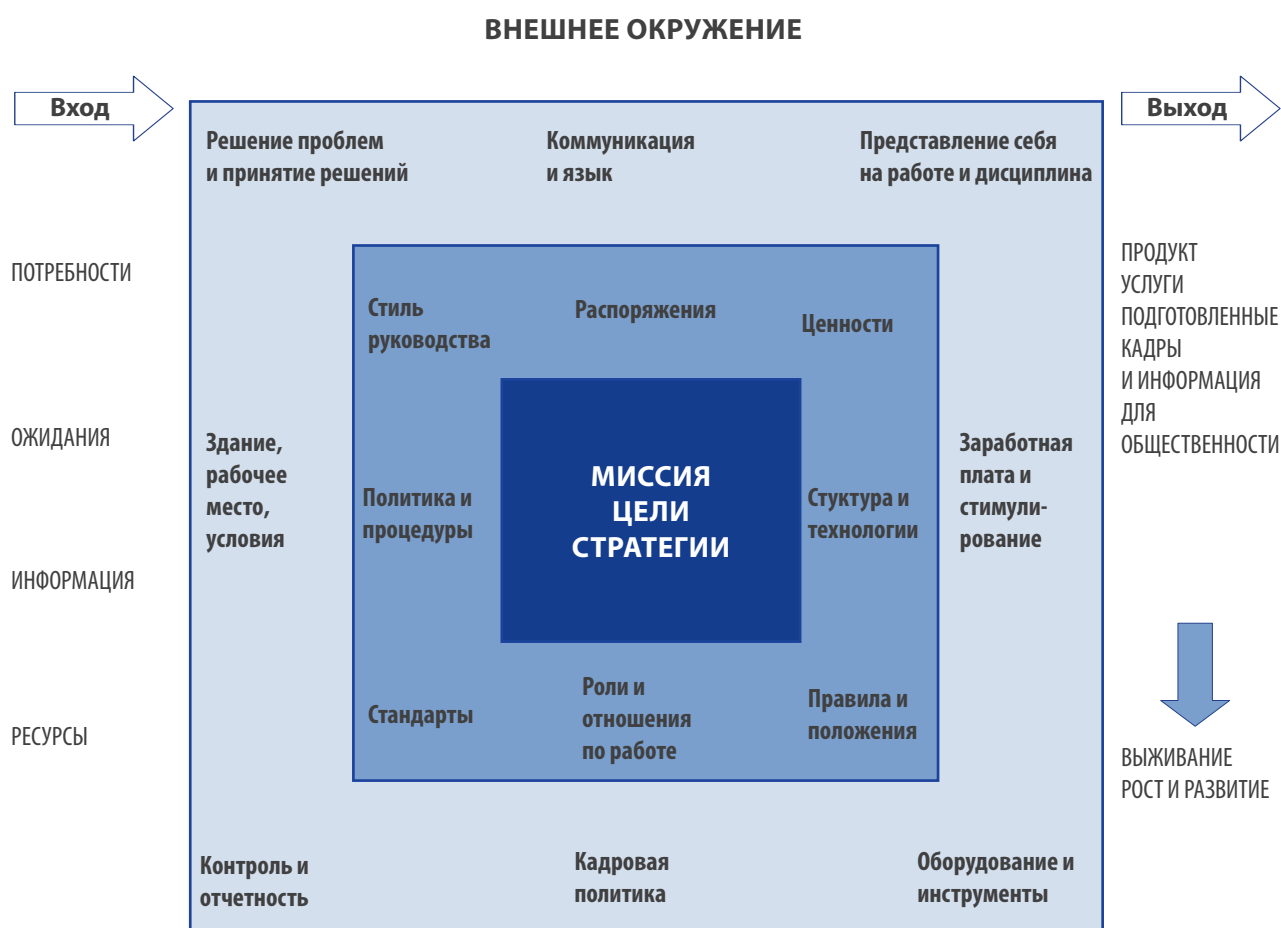 ВНЕШНЕЕ ОКРУЖЕНИЕ
Вход
Выход
Решение проблем
и принятие решений
Коммуникация
и язык
Представление себя
на работе и дисциплина
ПОТРЕБНОСТИ
ОЖИДАНИЯ
ИНФОРМАЦИЯ
РЕСУРСЫ
Стиль
руководства
Распоряжения
Ценности
Здание,
рабочее
место,
условия
Политика и
процедуры
МИССИЯ
ЦЕЛИ
СТРАТЕГИИ
Стуктура и
технологии
Заработная
плата и
стимули-
рование
Стандарты
Роли и
отношения
по работе
Правила и
положения
Контроль и
отчетность
Кадровая
политика
Оборудование и
инструменты
ПРОДУКТ
УСЛУГИ
ПОДГОТОВЛЕННЫЕ
КАДРЫ
И ИНФОРМАЦИЯ
ДЛЯ
ОБЩЕСТВЕННОСТИ
ВЫЖИВАНИЕ
РОСТ И РАЗВИТИЕ